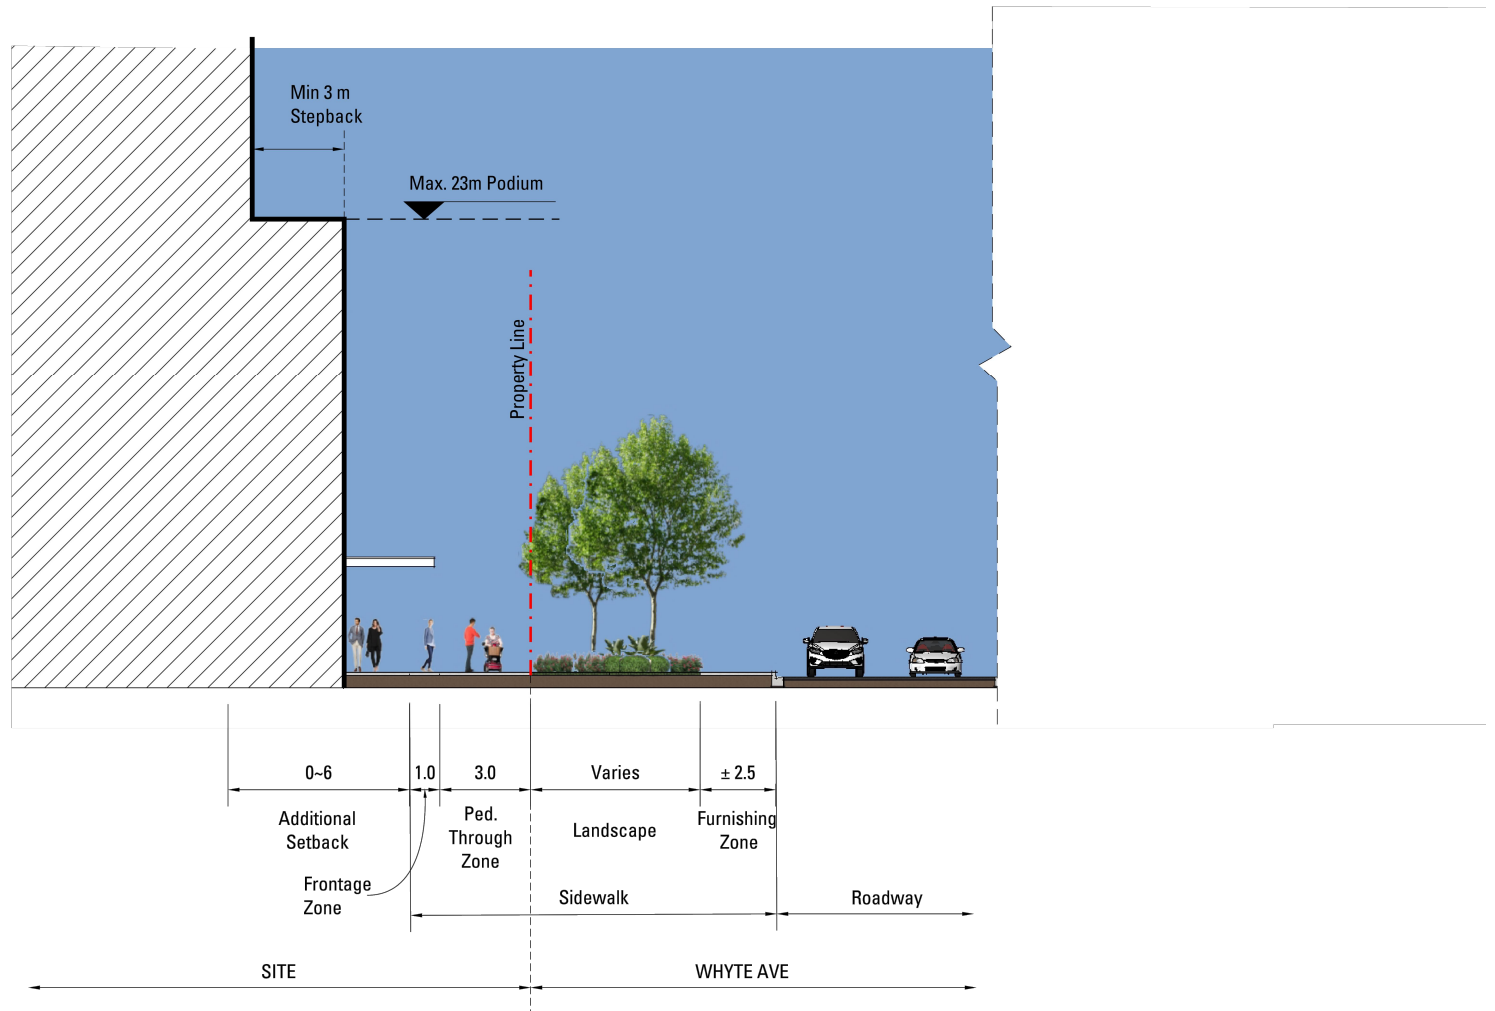 Min 3 m
Stepback
Max. 23m Podium
Property Line
0~6
1.0
3.0
Varies
± 2.5
Additional
Setback
Ped.
Through
Zone
Landscape
Furnishing
Zone
Frontage
Zone
Sidewalk
Roadway
SITE
WHYTE AVE